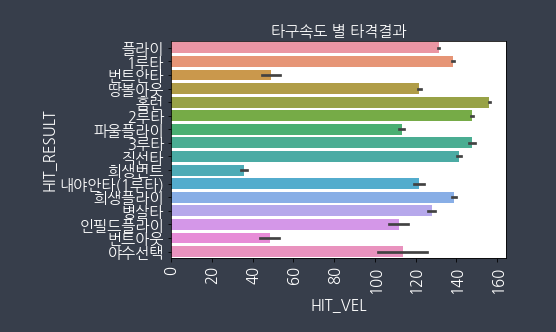 타구속도 별 타격결과
HIT_RESULT
플라이
1루타
번트안타
땅볼아웃
홈런
2루타
파울플라이
3루타
직선타
희생번트
내야안타(1루타)
희생플라이
병살타
인필드플라이
번트아웃
야수선택
0
20
40
60
80
100
120
140
160
HIT_VEL